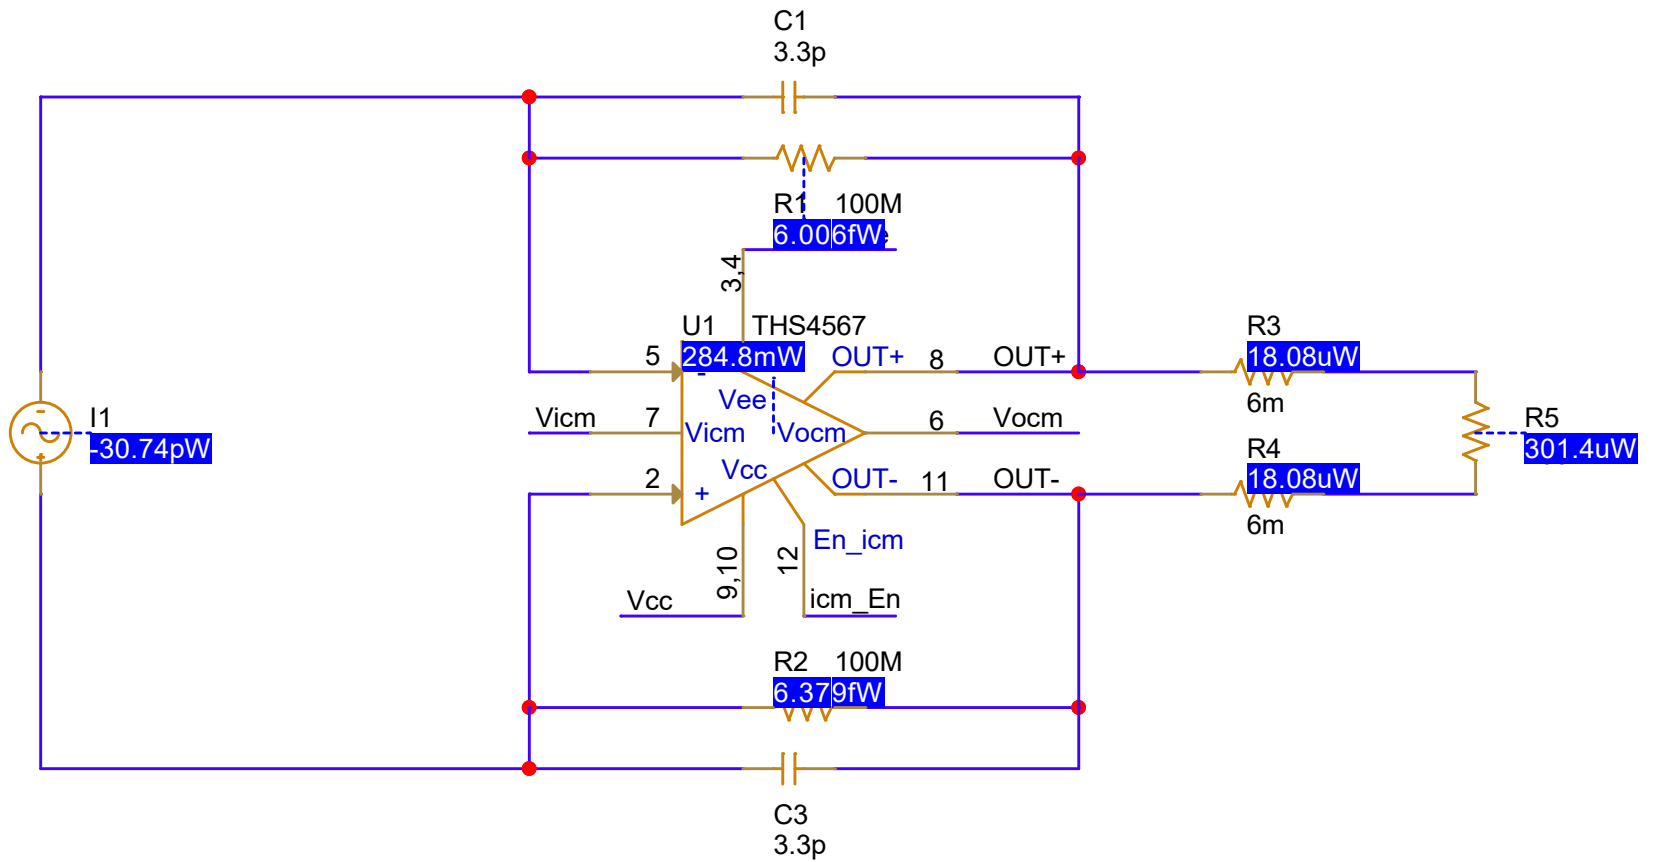 C1
3.3p
R1 100M
6.006fW
3,4
U1 THS4567
284.8mW
5
-
OUT+
8
OUT+
Vee
Vicm
7
Vicm
Vocm
6
Vocm
Vcc
2
+
OUT-
11
OUT-
En_icm
9,10
12
Vcc
icm_En
I1
-
+
-30.74pW
R3
18.08uW
6m
R4
18.08uW
6m
R5
301.4uW
R2 100M
6.379fW
C3
3.3p